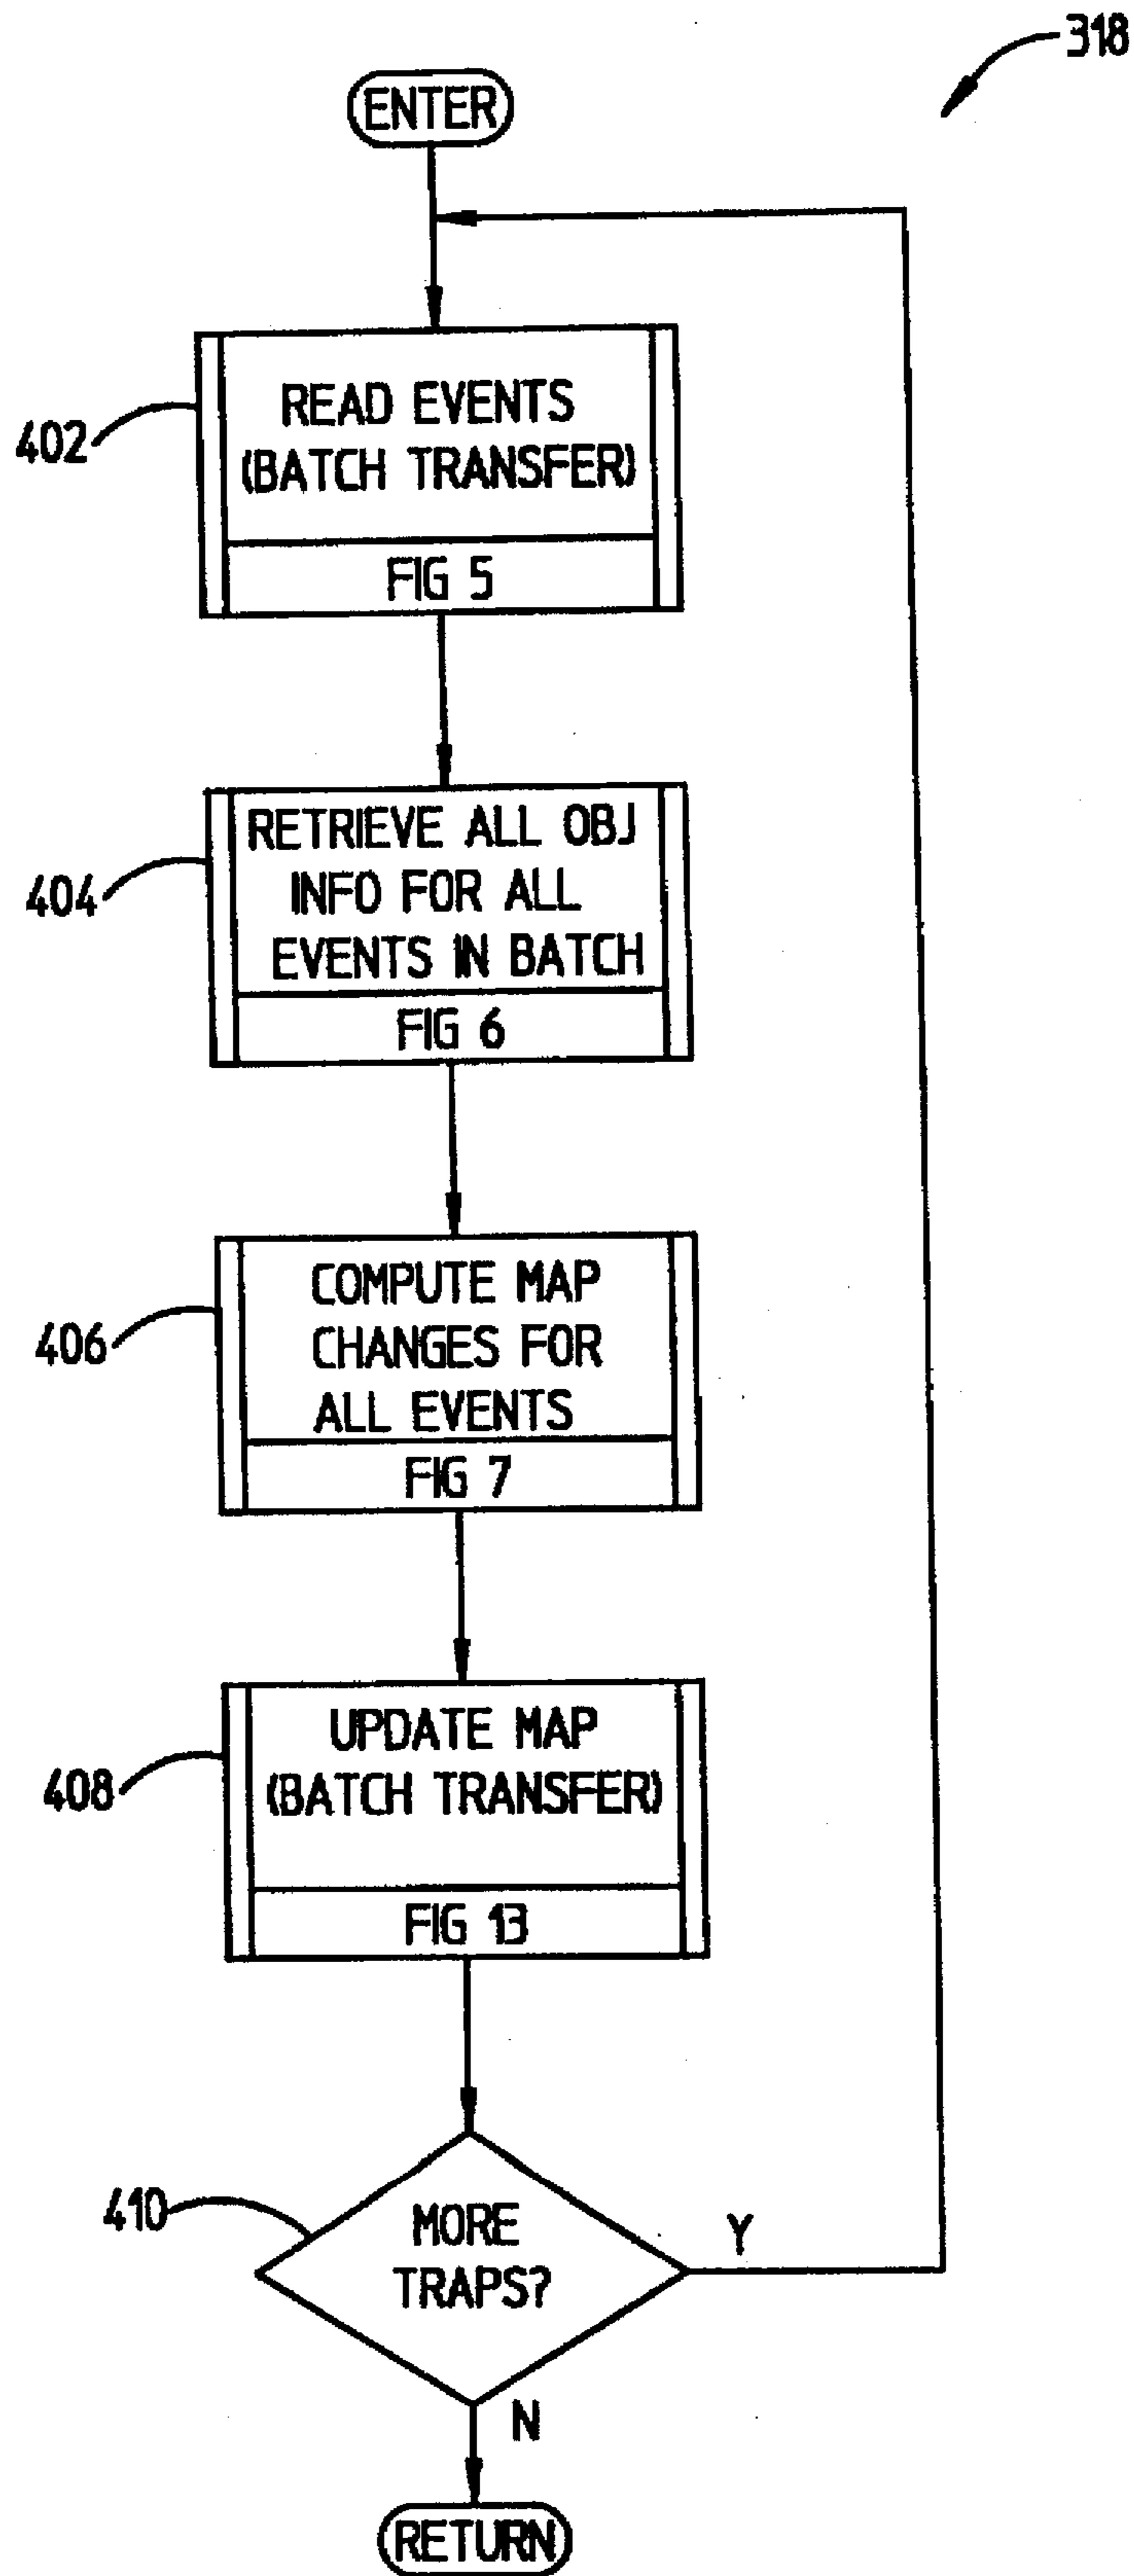 318
ENTER
402
READ EVENTS
(BATCH TRANSFER)
FIG 5
404
RETRIEVE ALL OBJ
INFO FOR ALL
EVENTS IN BATCH
FIG 6
406
COMPUTE MAP
CHANGES FOR
ALL EVENTS
FIG 7
408
UPDATE MAP
(BATCH TRANSFER)
FIG 13
410
MORE
TRAPS?
Y
N
RETURN